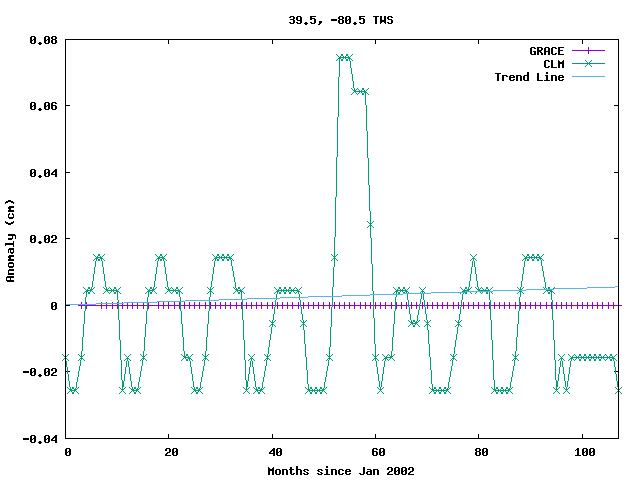 39.5, -80.5 TWS
GRACE
CLM
Trend Line
0.08
0.06
0.04
0.02
0
-0.02
-0.04
Anomaly (cm)
0 20 40 60 80 100
Months since Jan 2002